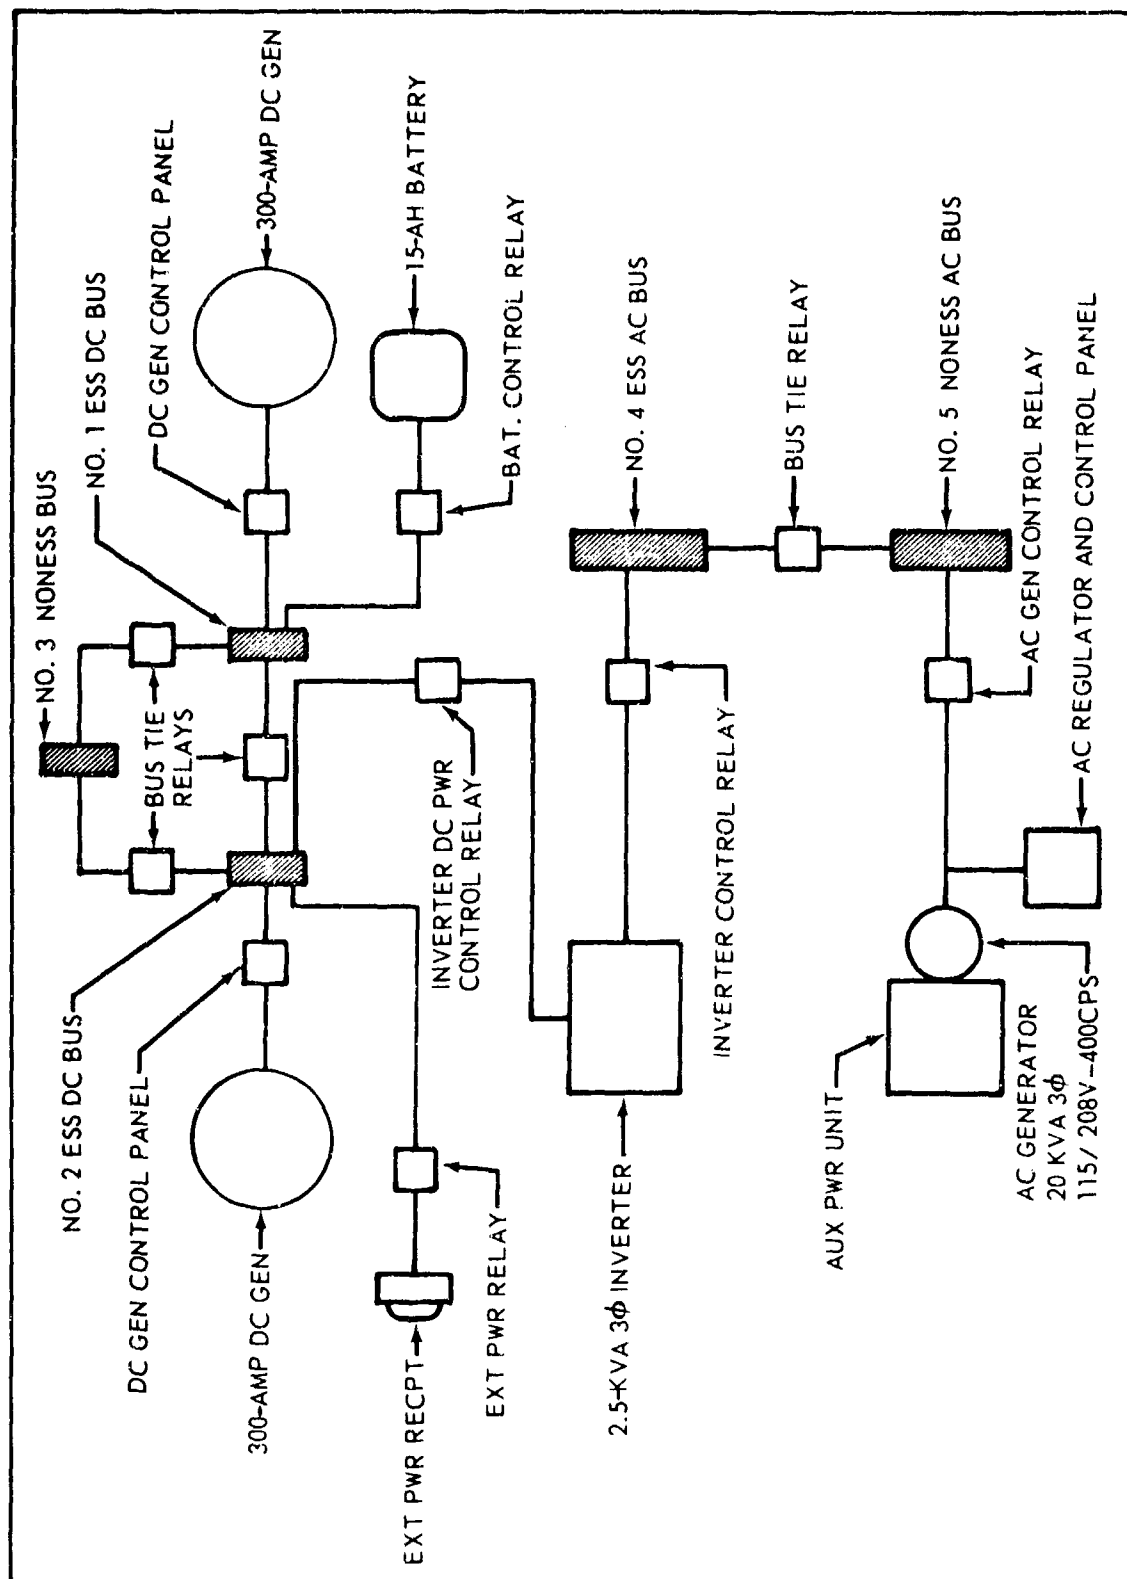 300-AMP DC GEN
DC GEN CONTROL PANEL
NO. 1 ESS DC BUS
NO. 3 NONESS BUS
15-AH BATTERY
BAT. CONTROL RELAY
BUS TIE
RELAYS
NO. 2 ESS DC BUS
DC GEN CONTROL PANEL
300-AMP DC GEN
EXT PWR RECPT
EXT PWR RELAY
INVERTER DC PWR
CONTROL RELAY
NO. 4 ESS AC BUS
BUS TIE RELAY
NO. 5 NONESS AC BUS
2.5-KVA 3ϕ INVERTER
INVERTER CONTROL RELAY
AUX PWR UNIT
AC GENERATOR
20 KVA 3ϕ
115/208V-400CPS
AC GEN CONTROL RELAY
AC REGULATOR AND CONTROL PANEL